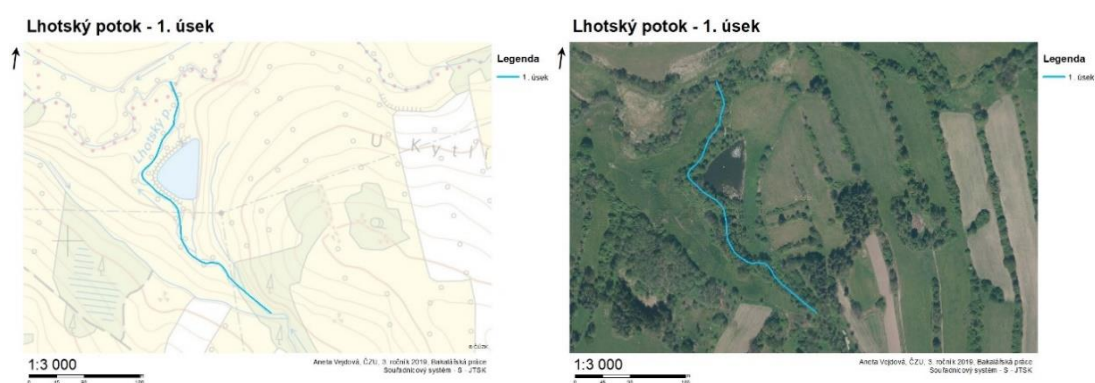 Lhotský potok - 1. úsek
Legenda
1. úsek
Lhotský p.
U Kytl
1:3 000
Aneta Vejdová, ČZU, 3. ročník 2019, Bakalářská práce
Souřadnicový systém - S - JTSK
Lhotský potok - 1. úsek
Legenda
1. úsek
1:3 000
Aneta Vejdová, ČZU, 3. ročník 2019, Bakalářská práce
Souřadnicový systém - S - JTSK